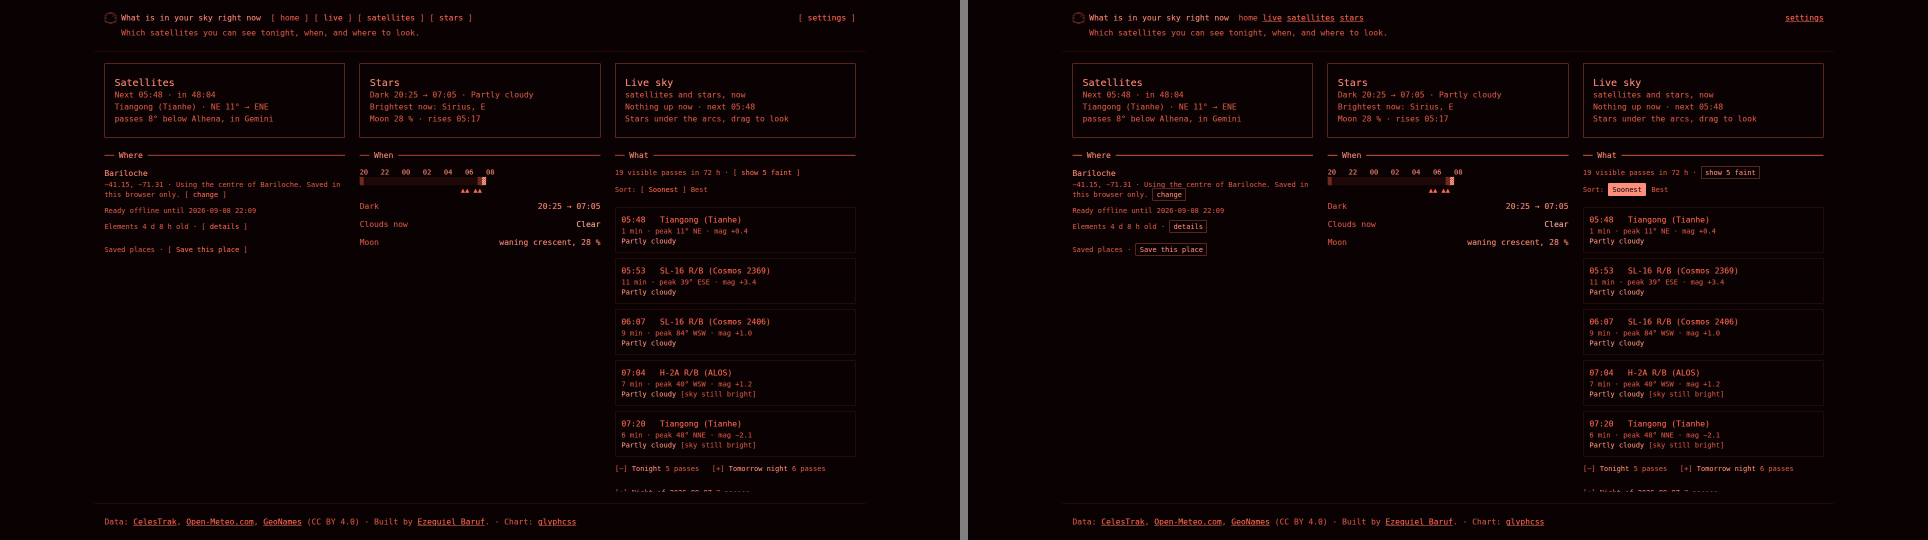 What is in your sky right now [ home ] [ live ] [ satellites ] [ stars ] [ settings ]
Which satellites you can see tonight, when, and where to look.
Satellites
Next 05:48 · in 48:04
Tiangong (Tianhe) · NE 11° → ENE
passes 8° below Alhena, in Gemini
Stars
Dark 20:25 → 07:05 · Partly cloudy
Brightest now: Sirius, E
Moon 28 % · rises 05:17
Live sky
satellites and stars, now
Nothing up now · next 05:48
Stars under the arcs, drag to look
Where
Bariloche
−41.15, −71.31 · Using the centre of Bariloche. Saved in
this browser only. [ change ]
Ready offline until 2026-09-08 22:09
Elements 4 d 8 h old · [ details ]
Saved places · [ Save this place ]
When
20 22 00 02 04 06 08
Dark 20:25 → 07:05
Clouds now Clear
Moon waning crescent, 28 %
What
19 visible passes in 72 h · [ show 5 faint ]
Sort: [ Soonest ] Best
05:48 Tiangong (Tianhe)
1 min · peak 11° NE · mag +0.4
Partly cloudy
05:53 SL-16 R/B (Cosmos 2369)
11 min · peak 39° ESE · mag +3.4
Partly cloudy
06:07 SL-16 R/B (Cosmos 2406)
9 min · peak 84° WSW · mag +1.0
Partly cloudy
07:04 H-2A R/B (ALOS)
7 min · peak 40° WSW · mag +1.2
Partly cloudy [sky still bright]
07:20 Tiangong (Tianhe)
6 min · peak 48° NNE · mag −2.1
Partly cloudy [sky still bright]
[−] Tonight 5 passes [+] Tomorrow night 6 passes
Data: CelesTrak, Open-Meteo.com, GeoNames (CC BY 4.0) · Built by Ezequiel Baruf. · Chart: glyphcss
What is in your sky right now home live satellites stars settings
Which satellites you can see tonight, when, and where to look.
Satellites
Next 05:48 · in 48:04
Tiangong (Tianhe) · NE 11° → ENE
passes 8° below Alhena, in Gemini
Stars
Dark 20:25 → 07:05 · Partly cloudy
Brightest now: Sirius, E
Moon 28 % · rises 05:17
Live sky
satellites and stars, now
Nothing up now · next 05:48
Stars under the arcs, drag to look
Where
Bariloche
−41.15, −71.31 · Using the centre of Bariloche. Saved in
this browser only. change
Ready offline until 2026-09-08 22:09
Elements 4 d 8 h old · details
Saved places · Save this place
When
20 22 00 02 04 06 08
Dark 20:25 → 07:05
Clouds now Clear
Moon waning crescent, 28 %
What
19 visible passes in 72 h · show 5 faint
Sort: Soonest Best
05:48 Tiangong (Tianhe)
1 min · peak 11° NE · mag +0.4
Partly cloudy
05:53 SL-16 R/B (Cosmos 2369)
11 min · peak 39° ESE · mag +3.4
Partly cloudy
06:07 SL-16 R/B (Cosmos 2406)
9 min · peak 84° WSW · mag +1.0
Partly cloudy
07:04 H-2A R/B (ALOS)
7 min · peak 40° WSW · mag +1.2
Partly cloudy [sky still bright]
07:20 Tiangong (Tianhe)
6 min · peak 48° NNE · mag −2.1
Partly cloudy [sky still bright]
[−] Tonight 5 passes [+] Tomorrow night 6 passes
Data: CelesTrak, Open-Meteo.com, GeoNames (CC BY 4.0) · Built by Ezequiel Baruf. · Chart: glyphcss